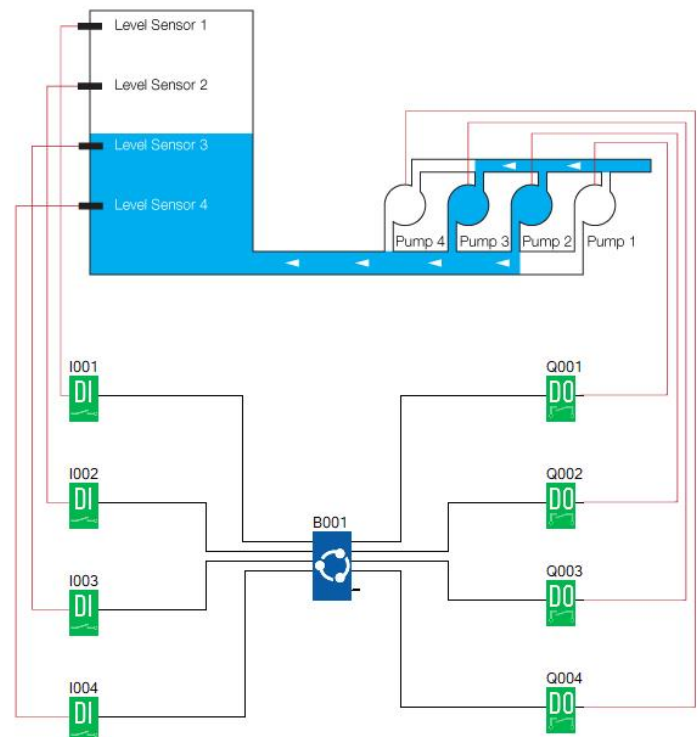 Level Sensor 1
Level Sensor 2
Level Sensor 3
Level Sensor 4
Pump 4 Pump 3 Pump 2 Pump 1
I001 Q001
DI DO
I002 Q002
DI DO
B001
I003 Q003
DI DO
I004 Q004
DI DO